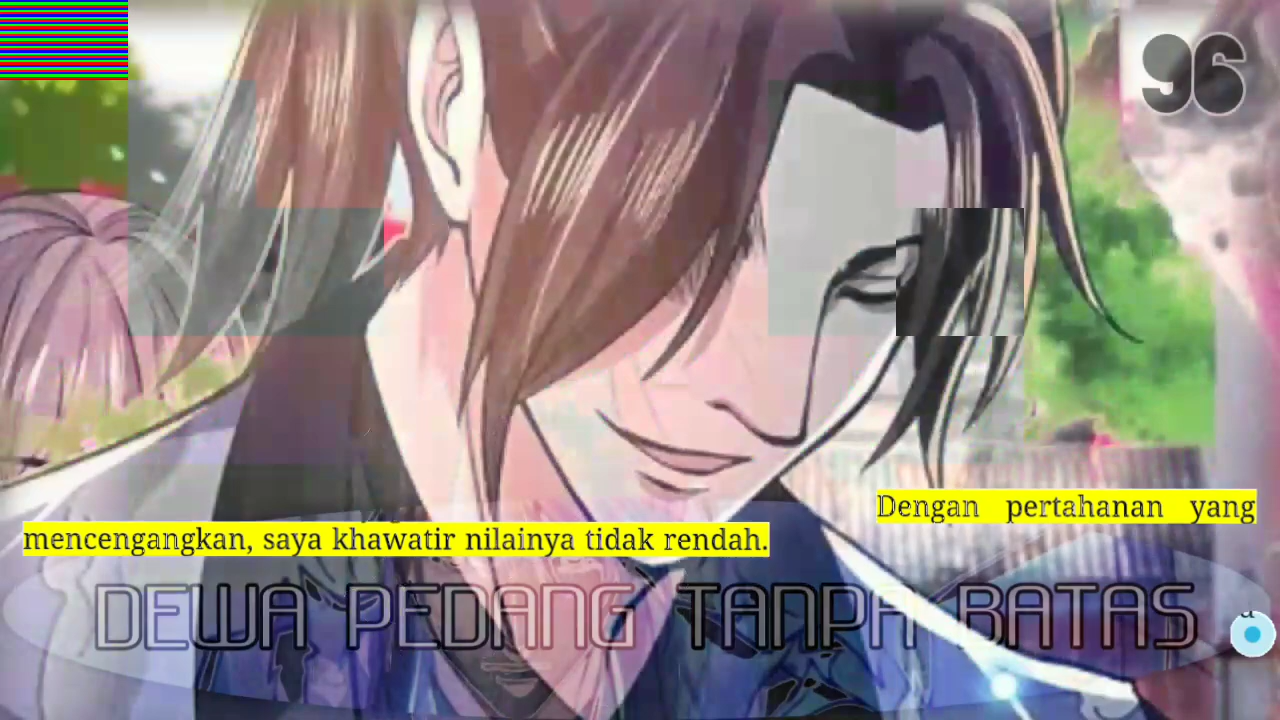 96
Dengan pertahanan yang
mencengangkan, saya khawatir nilainya tidak rendah.
DEWA PEDANG TANPA BATAS